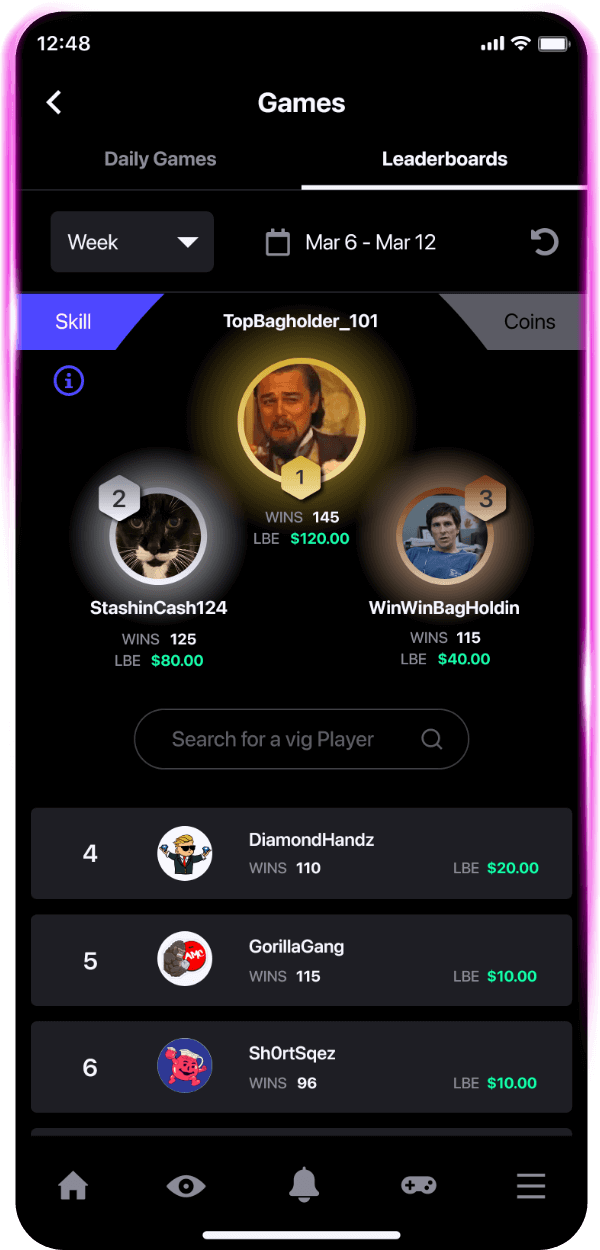 12:48
Games
Daily Games
Leaderboards
Week
Mar 6 - Mar 12
Skill
TopBagholder_101
Coins
1
WINS 145
LBE $120.00
2
StashinCash124
WINS 125
LBE $80.00
3
WinWinBagHoldin
WINS 115
LBE $40.00
Search for a vig Player
4
DiamondHandz
WINS 110
LBE $20.00
5
AMC
GorillaGang
WINS 115
LBE $10.00
6
Sh0rtSqez
WINS 96
LBE $10.00